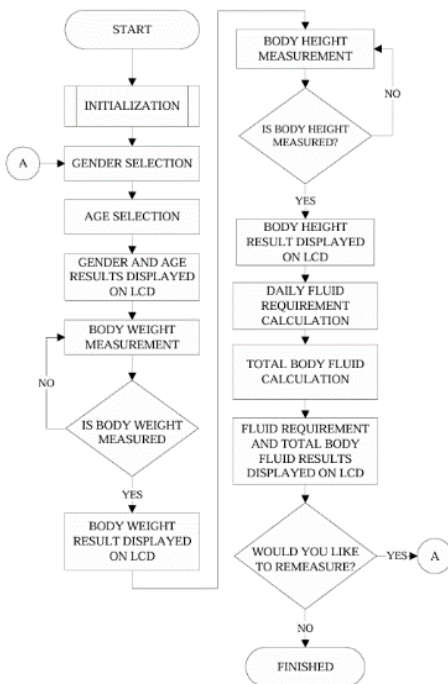 START
INITIALIZATION
A
GENDER SELECTION
AGE SELECTION
GENDER AND AGE
RESULTS DISPLAYED
ON LCD
BODY WEIGHT
MEASUREMENT
NO
IS BODY WEIGHT
MEASURED
YES
BODY WEIGHT
RESULT DISPLAYED
ON LCD
BODY HEIGHT
MEASUREMENT
NO
IS BODY HEIGHT
MEASURED?
YES
BODY HEIGHT
RESULT DISPLAYED
ON LCD
DAILY FLUID
REQUIREMENT
CALCULATION
TOTAL BODY FLUID
CALCULATION
FLUID REQUIREMENT
AND TOTAL BODY
FLUID RESULTS
DISPLAYED ON LCD
WOULD YOU LIKE
TO REMEASURE?
YES
A
NO
FINISHED